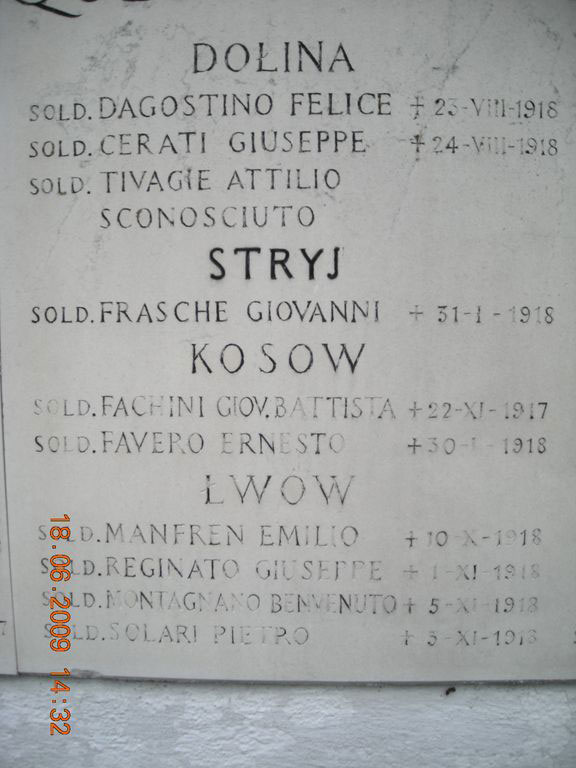 DOŁINA
SOLD. DAGOSTINO FELICE + 23-VIII-1918
SOLD. CERATI GIUSEPPE + 24-VIII-1918
SOLD. TIVAGIE ATTILIO
SCONOSCIUTO
STRYJ
SOLD. FRASCHE GIOVANNI + 31-I-1918
KOSOW
SOLD. FACHINI GIOV. BATTISTA + 22-XI-1917
SOLD. FAVERO ERNESTO + 30-I-1918
ŁWÓW
SOLD. MANFREN EMILIO + 10-X-1918
SOLD. REGINATO GIUSEPPE + 1-XI-1918
SOLD. MONTAGNANO BENVENUTO + 5-XI-1918
SOLD. SOLARI PIETRO + 3-XI-1918
18.06.2009 14:32